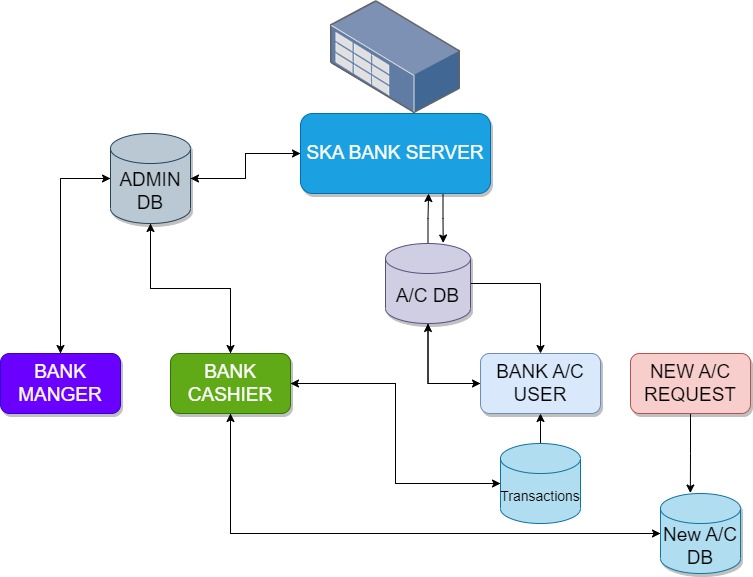 SKA BANK SERVER
ADMIN
DB
A/C DB
BANK
MANGER
BANK
CASHIER
BANK A/C
USER
NEW A/C
REQUEST
Transactions
New A/C
DB